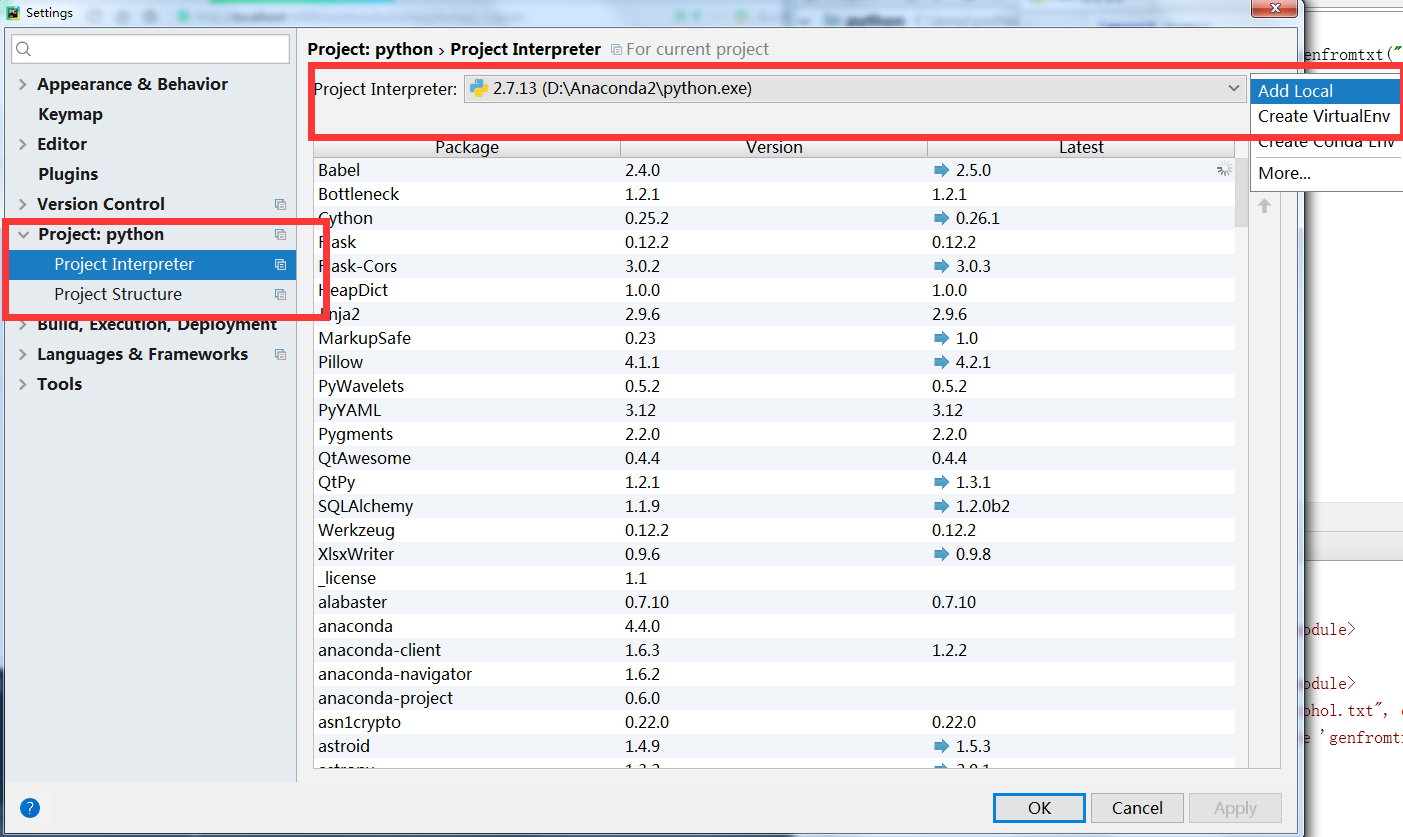 Settings
Project: python › Project Interpreter For current project
Appearance & Behavior
Keymap
Editor
Plugins
Version Control
Project: python
Project Interpreter
Project Structure
Build, Execution, Deployment
Languages & Frameworks
Tools
Project Interpreter: 2.7.13 (D:\Anaconda2\python.exe)
Add Local
Create VirtualEnv
Create Conda Env
More...
Package Version Latest
Babel 2.4.0 2.5.0
Bottleneck 1.2.1 1.2.1
Cython 0.25.2 0.26.1
Flask 0.12.2 0.12.2
Flask-Cors 3.0.2 3.0.3
HeapDict 1.0.0 1.0.0
Jinja2 2.9.6 2.9.6
MarkupSafe 0.23 1.0
Pillow 4.1.1 4.2.1
PyWavelets 0.5.2 0.5.2
PyYAML 3.12 3.12
Pygments 2.2.0 2.2.0
QtAwesome 0.4.4 0.4.4
QtPy 1.2.1 1.3.1
SQLAlchemy 1.1.9 1.2.0b2
Werkzeug 0.12.2 0.12.2
XlsxWriter 0.9.6 0.9.8
_license 1.1
alabaster 0.7.10 0.7.10
anaconda 4.4.0
anaconda-client 1.6.3 1.2.2
anaconda-navigator 1.6.2
anaconda-project 0.6.0
asn1crypto 0.22.0 0.22.0
astroid 1.4.9 1.5.3
OK Cancel Apply
enfromtxt("
odule>
odule>
ohol.txt",
'genfromt